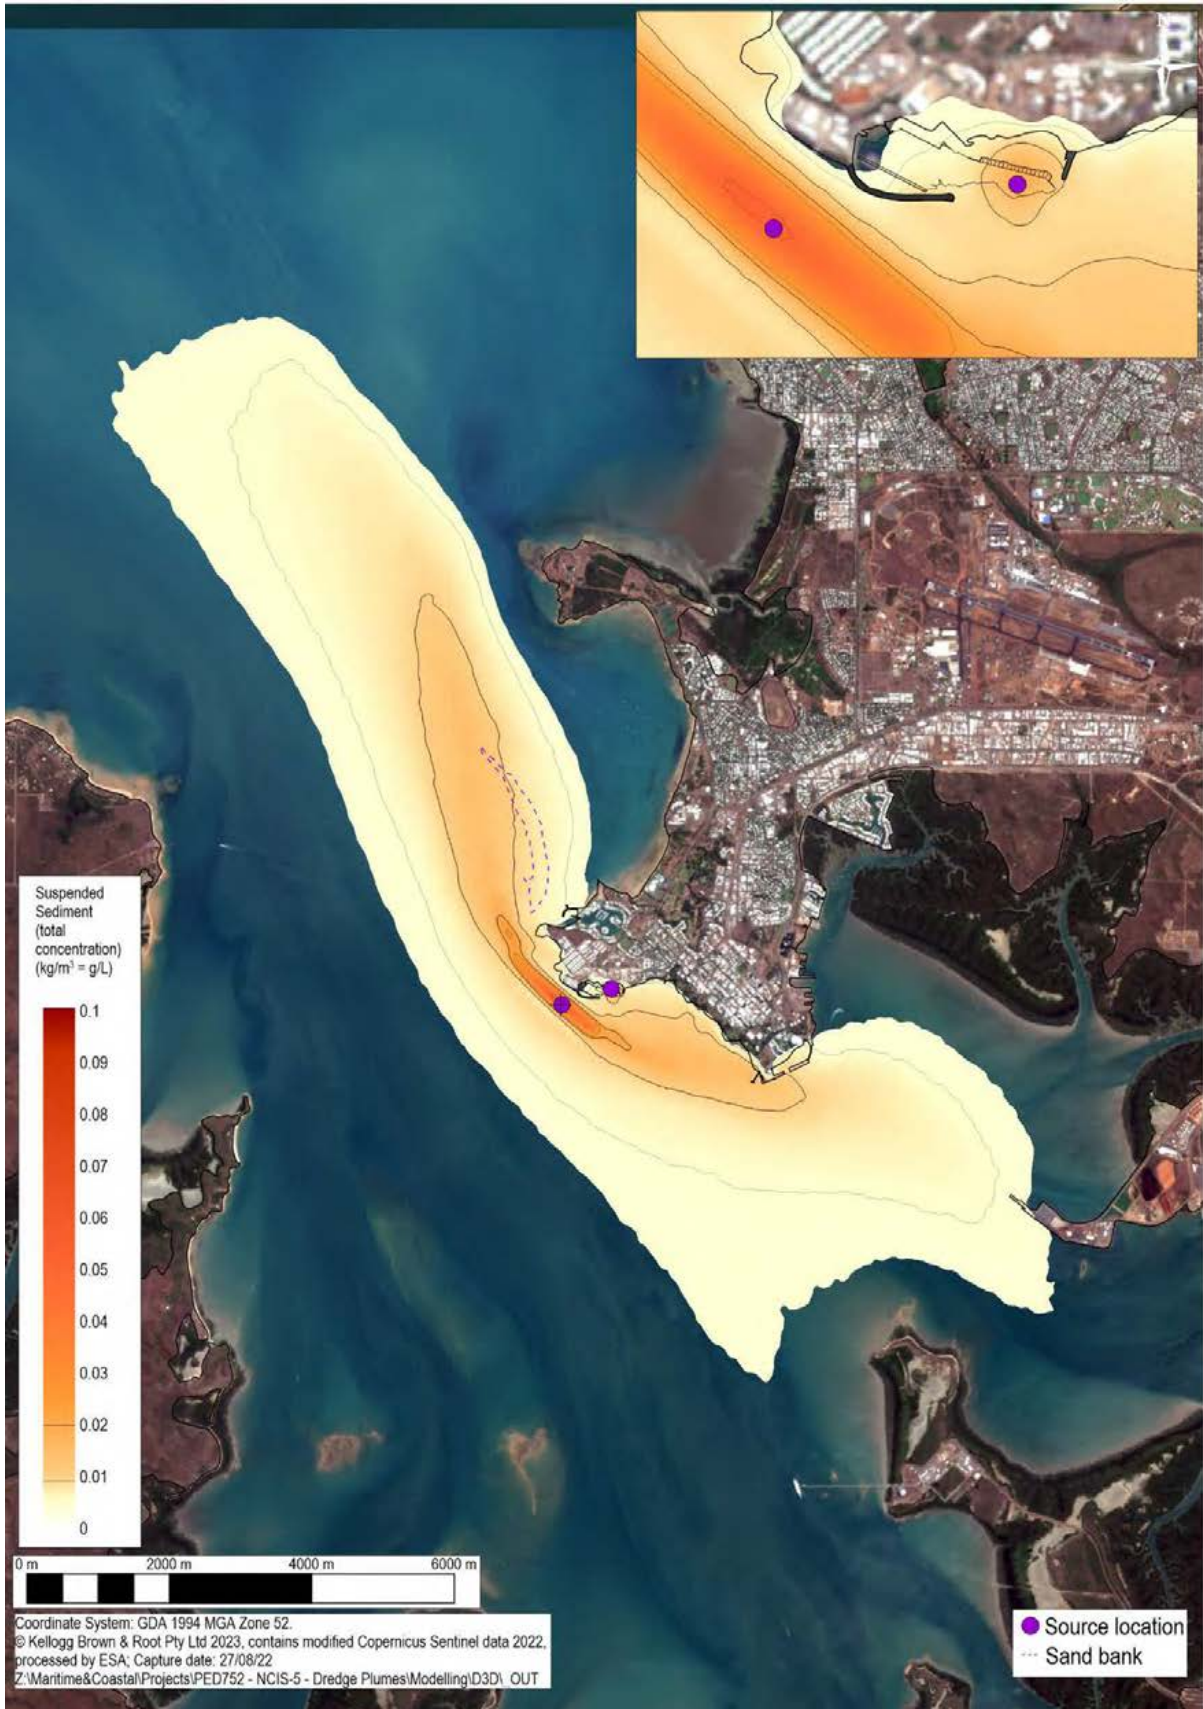 N
Suspended
Sediment
(total
concentration)
(kg/m³ = g/L)
0.1
0.09
0.08
0.07
0.06
0.05
0.04
0.03
0.02
0.01
0
0 m 2000 m 4000 m 6000 m
Coordinate System: GDA 1994 MGA Zone 52.
© Kellogg Brown & Root Pty Ltd 2023, contains modified Copernicus Sentinel data 2022,
processed by ESA; Capture date: 27/08/22
Z:\Maritime&Coastal\Projects\PED752 - NCIS-5 - Dredge Plumes\Modelling\D3D\_OUT
Source location
Sand bank